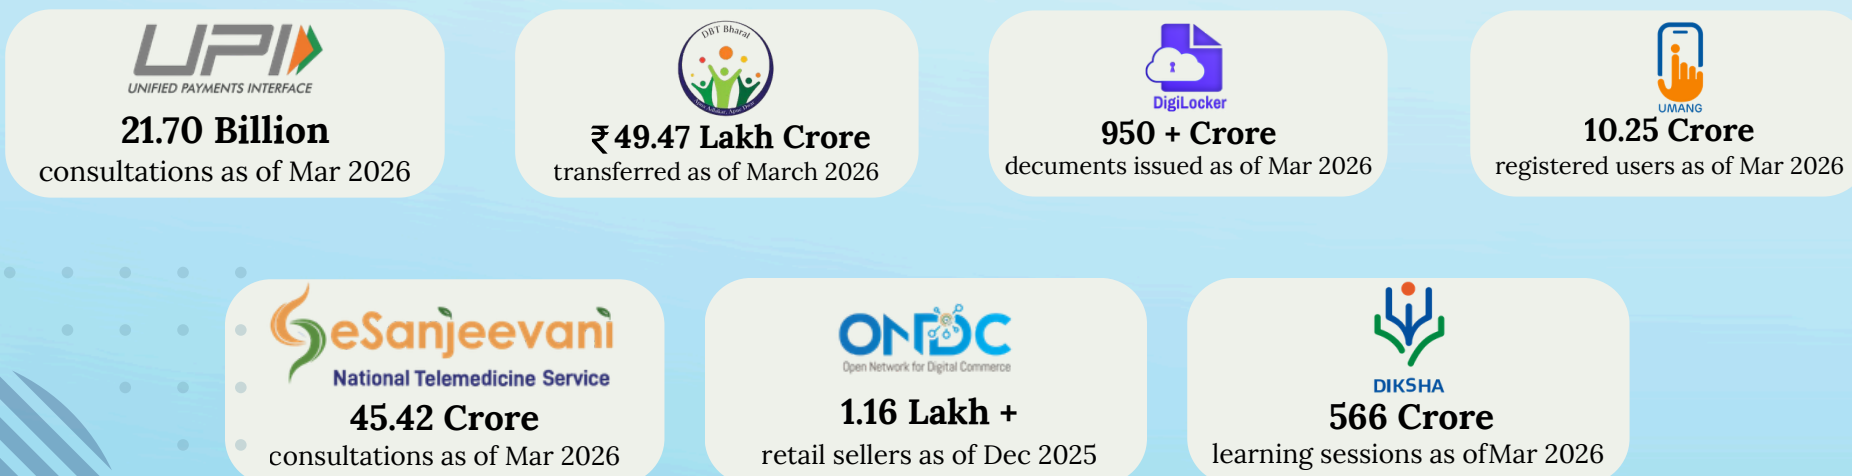 UPI
UNIFIED PAYMENTS INTERFACE
21.70 Billion
consultations as of Mar 2026
DBT Bharat
₹49.47 Lakh Crore
transferred as of March 2026
DigiLocker
950 + Crore
decuments issued as of Mar 2026
UMANG
10.25 Crore
registered users as of Mar 2026
eSanjeevani
National Telemedicine Service
45.42 Crore
consultations as of Mar 2026
ONDC
Open Network for Digital Commerce
1.16 Lakh +
retail sellers as of Dec 2025
DIKSHA
566 Crore
learning sessions as ofMar 2026